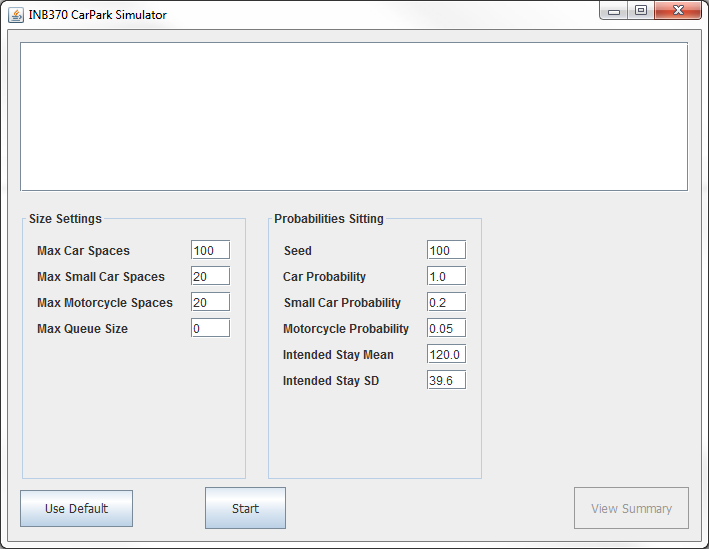 INB370 CarPark Simulator
Size Settings
Max Car Spaces 100
Max Small Car Spaces 20
Max Motorcycle Spaces 20
Max Queue Size 0
Probabilities Sitting
Seed 100
Car Probability 1.0
Small Car Probability 0.2
Motorcycle Probability 0.05
Intended Stay Mean 120.0
Intended Stay SD 39.6
Use Default
Start
View Summary